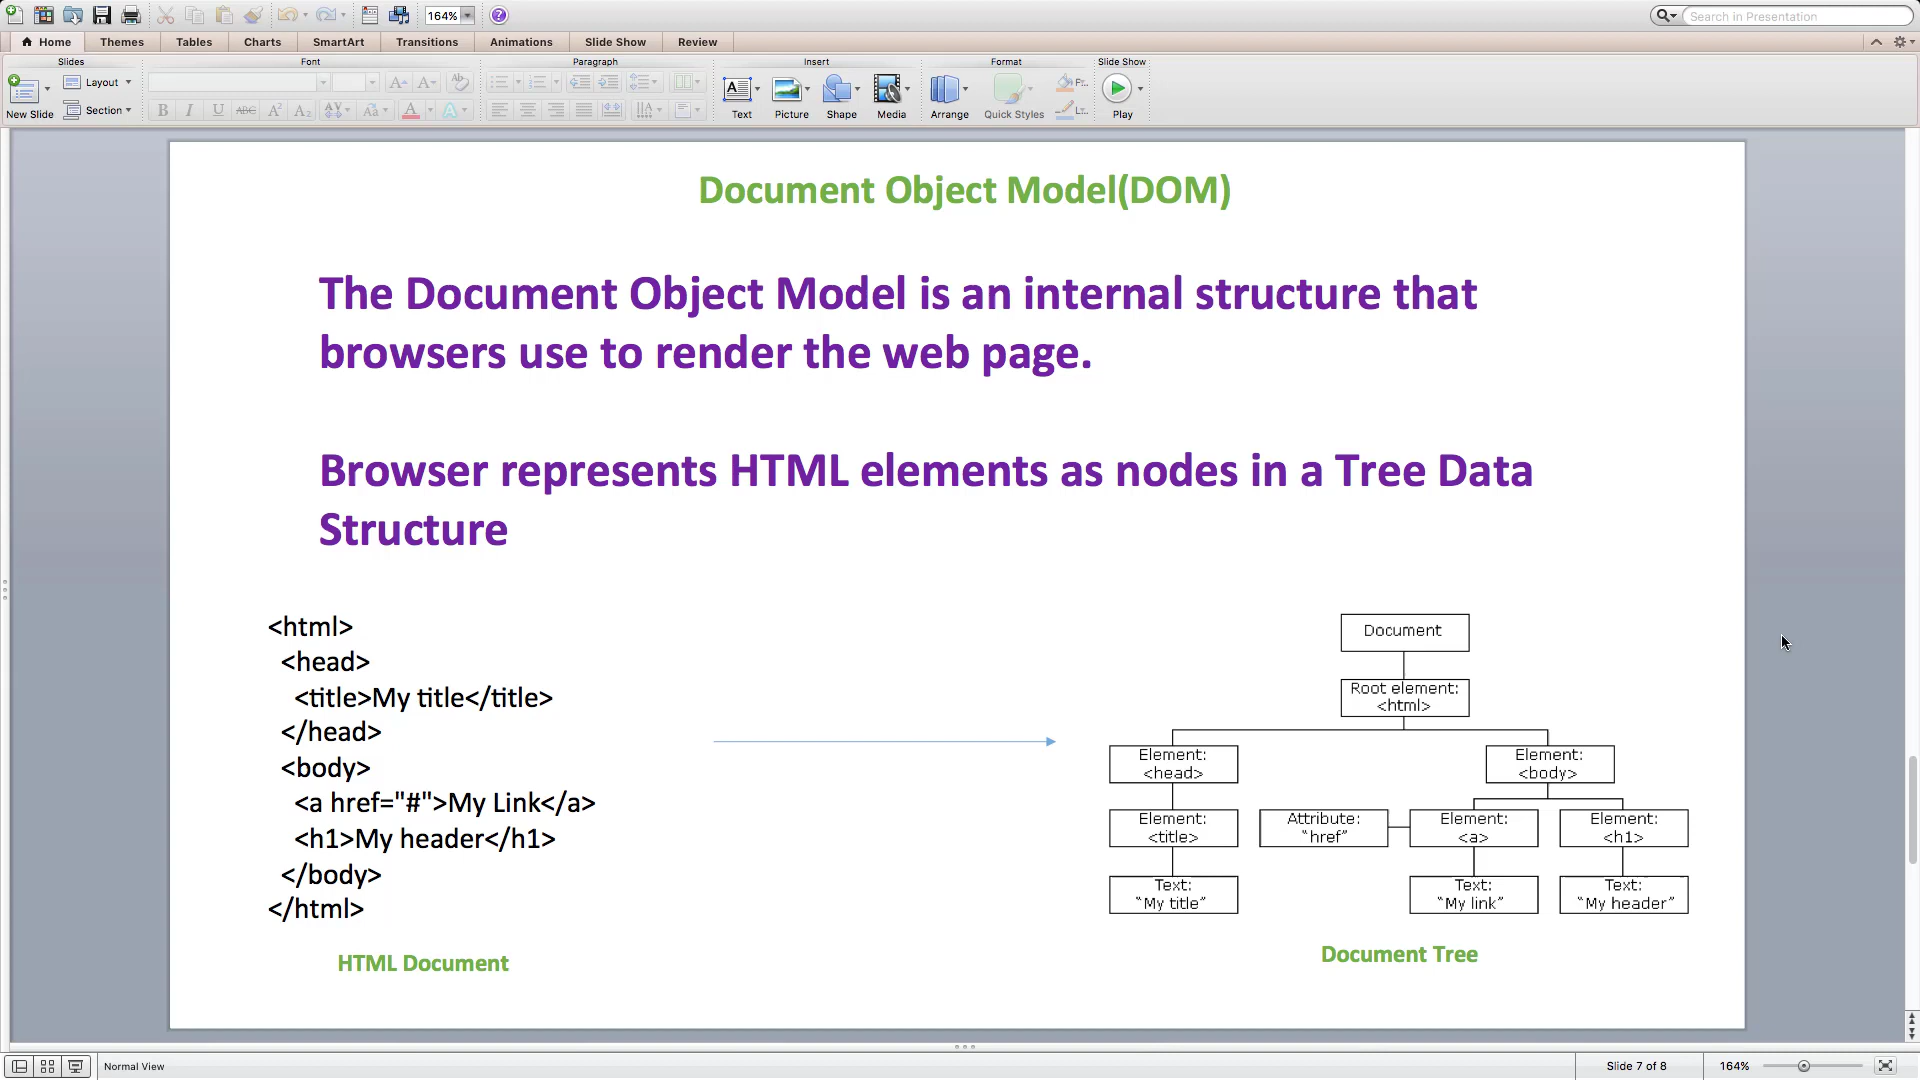 164%
Search in Presentation
Home Themes Tables Charts SmartArt Transitions Animations Slide Show Review
Slides Font Paragraph Insert Format Slide Show
Layout
New Slide Section
B I U ABC A² A₂ Aa A A
Text Picture Shape Media Arrange Quick Styles Play
Document Object Model(DOM)
The Document Object Model is an internal structure that
browsers use to render the web page.
Browser represents HTML elements as nodes in a Tree Data
Structure
<html>
<head>
<title>My title</title>
</head>
<body>
<a href="#">My Link</a>
<h1>My header</h1>
</body>
</html>
HTML Document
Document
Root element:
<html>
Element:
<head>
Element:
<body>
Element:
<title>
Attribute:
“href”
Element:
<a>
Element:
<h1>
Text:
“My title”
Text:
“My link”
Text:
“My header”
Document Tree
Normal View
Slide 7 of 8
164%